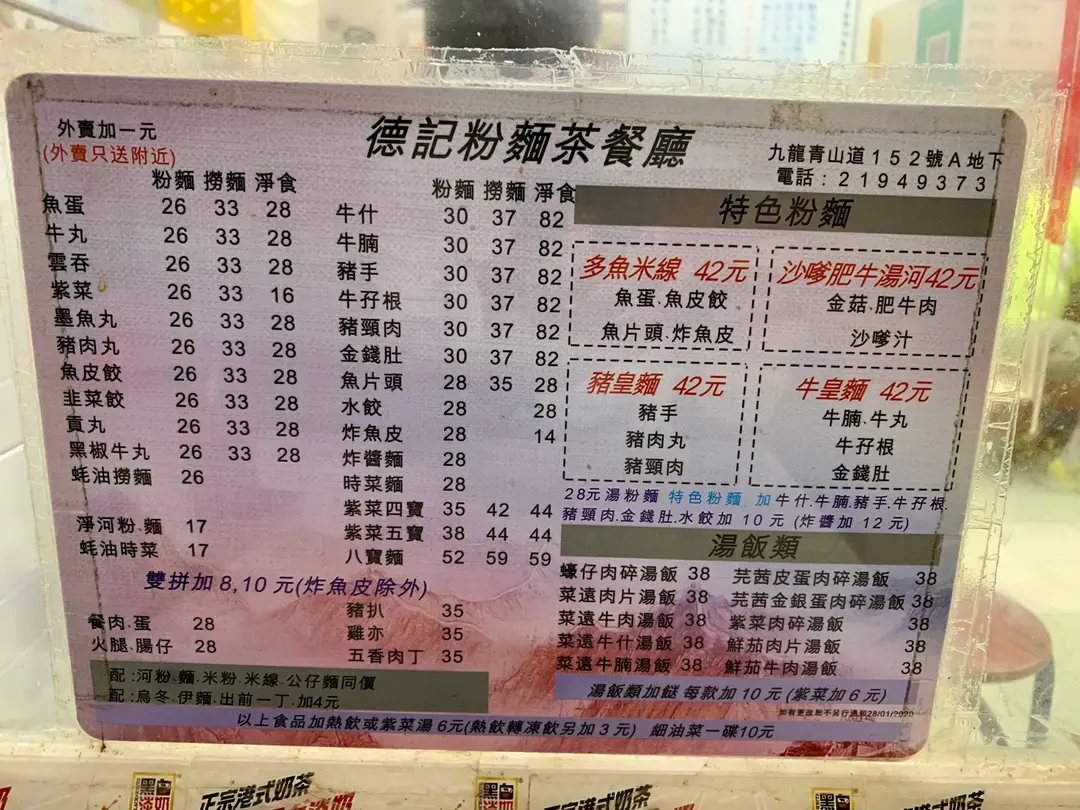 外賣加一元
(外賣只送附近)
德記粉麵茶餐廳
九龍青山道152號A地下
電話:21949373
粉麵 撈麵 淨食
魚蛋 26 33 28
牛丸 26 33 28
雲吞 26 33 28
紫菜 26 33 16
墨魚丸 26 33 28
豬肉丸 26 33 28
魚皮餃 26 33 28
韭菜餃 26 33 28
貢丸 26 33 28
黑椒牛丸 26 33 28
蚝油撈麵 26
淨河粉.麵 17
蚝油時菜 17
粉麵 撈麵 淨食
牛什 30 37 82
牛腩 30 37 82
豬手 30 37 82
牛孖根 30 37 82
豬頸肉 30 37 82
金錢肚 30 37 82
魚片頭 28 35 28
水餃 28 28
炸魚皮 28 14
炸醬麵 28
時菜麵 28
紫菜四寶 35 42 44
紫菜五寶 38 44 44
八寶麵 52 59 59
雙拼加 8,10 元(炸魚皮除外)
餐肉.蛋 28
火腿.腸仔 28
豬扒 35
雞亦 35
五香肉丁 35
配:河粉.麵.米粉.米線.公仔麵同價
配:烏冬.伊麵.出前一丁.加4元
特色粉麵
多魚米線 42元
魚蛋.魚皮餃
魚片頭.炸魚皮
沙嗲肥牛湯河42元
金菇.肥牛肉
沙嗲汁
豬皇麵 42元
豬手
豬肉丸
豬頸肉
牛皇麵 42元
牛腩.牛丸
牛孖根
金錢肚
28元湯粉麵 特色粉麵 加牛什.牛腩.豬手.牛孖根.
豬頸肉.金錢肚.水餃加 10 元 (炸醬加 12 元)
湯飯類
蠔仔肉碎湯飯 38
菜遠肉片湯飯 38
菜遠牛肉湯飯 38
菜遠牛什湯飯 38
菜遠牛腩湯飯 38
芫茜皮蛋肉碎湯飯 38
芫茜金銀蛋肉碎湯飯 38
紫菜肉碎湯飯 38
鮮茄肉片湯飯 38
鮮茄牛肉湯飯 38
湯飯類加餸 每款加 10 元 (紫菜加 6 元)
如有更改恕不另行通知28/01/2020
以上食品加熱飲或紫菜湯 6元(熱飲轉凍飲另加 3 元) 細油菜一碟10元
正宗港式奶茶
正宗港式奶茶